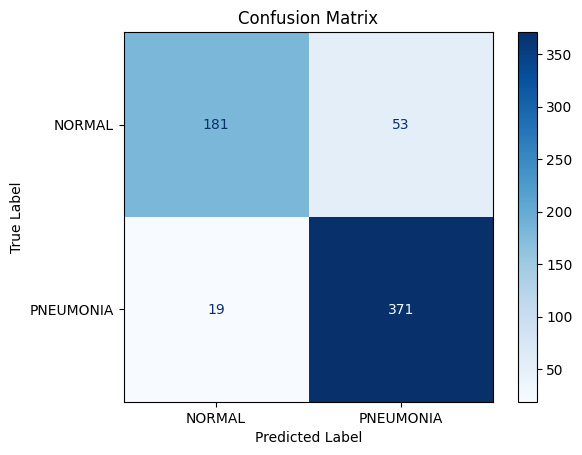 Confusion Matrix
True Label
NORMAL
181
53
PNEUMONIA
19
371
NORMAL
PNEUMONIA
Predicted Label
350
300
250
200
150
100
50